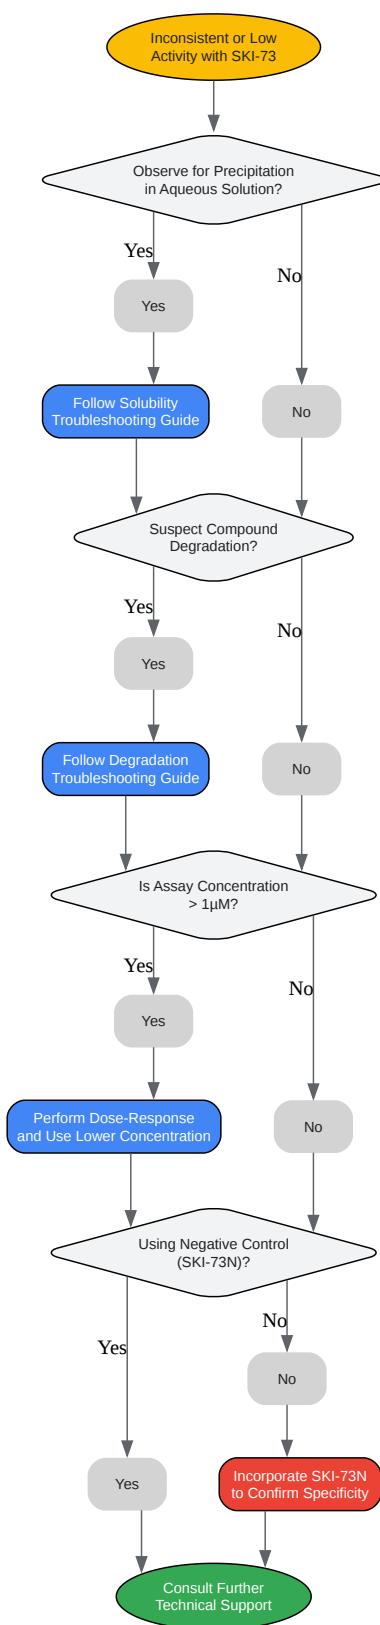 Inconsistent or Low
Activity with SKI-73
Observe for Precipitation
in Aqueous Solution?
Yes
No
Yes
Follow Solubility
Troubleshooting Guide
No
Suspect Compound
Degradation?
Yes
No
Yes
Follow Degradation
Troubleshooting Guide
No
Is Assay Concentration
> 1µM?
Yes
No
Yes
Perform Dose-Response
and Use Lower Concentration
No
Using Negative Control
(SKI-73N)?
No
Yes
No
Yes
Incorporate SKI-73N
to Confirm Specificity
Consult Further
Technical Support